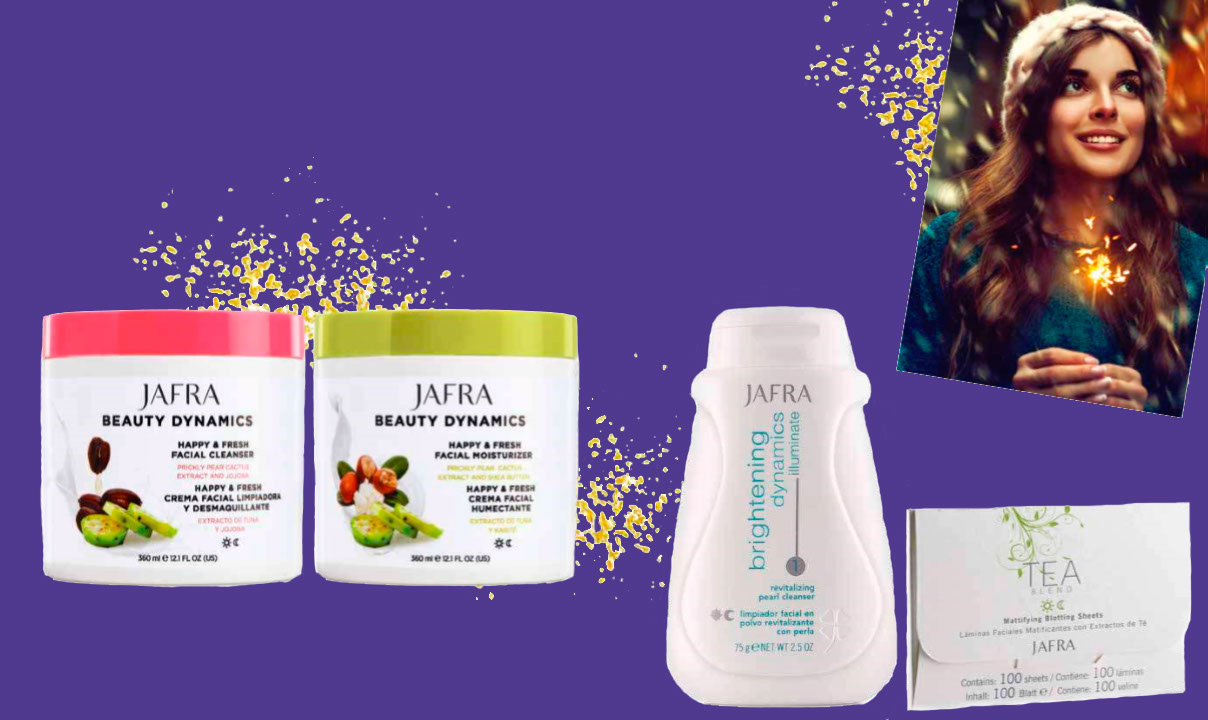 JAFRA
BEAUTY DYNAMICS
HAPPY & FRESH
FACIAL CLEANSER
PRICKLY PEAR CACTUS
EXTRACT AND JOJOBA
HAPPY & FRESH
CREMA FACIAL LIMPIADORA
Y DESMAQUILLANTE
EXTRACTO DE TUNA
Y JOJOBA
360 ml e 12.1 FL OZ (US)
JAFRA
BEAUTY DYNAMICS
HAPPY & FRESH
FACIAL MOISTURIZER
PRICKLY PEAR CACTUS
EXTRACT AND SHEA BUTTER
HAPPY & FRESH
CREMA FACIAL
HUMECTANTE
EXTRACTO DE TUNA
Y KARITÉ
360 ml e 12.1 FL OZ (US)
JAFRA
brightening
dynamics
illuminate
1
revitalizing
pearl cleanser
limpiador facial en
polvo revitalizante
con perla
75 g e NET WT 2.5 OZ
TEA
BLEND
Mattifying Blotting Sheets
Láminas Faciales Matificantes con Extractos de Té
JAFRA
Contains: 100 sheets / Contiene: 100 láminas
Inhalt: 100 Blatt e / Contiene: 100 veline